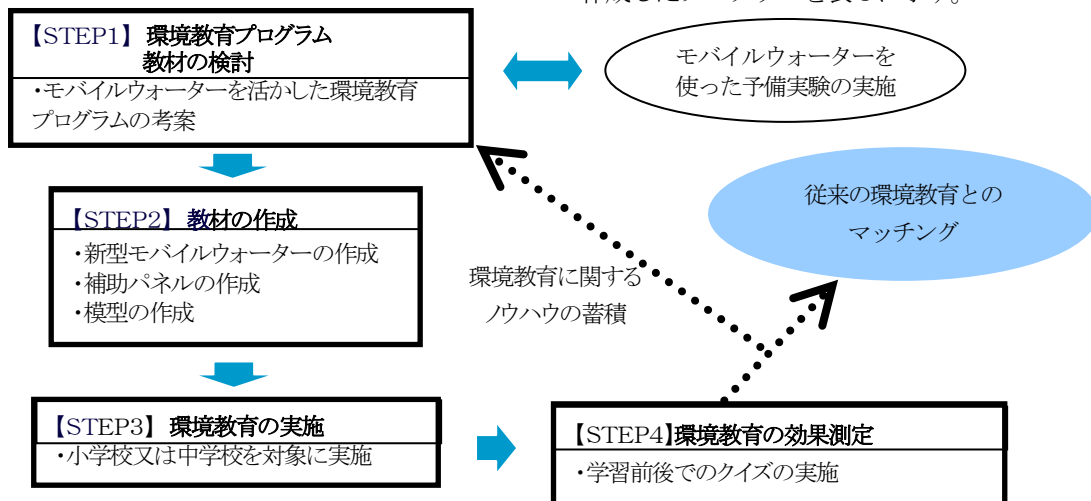 【STEP1】 環境教育プログラム
教材の検討
・モバイルウォーターを活かした環境教育
プログラムの考案
モバイルウォーターを
使った予備実験の実施
従来の環境教育との
マッチング
【STEP2】 教材の作成
・新型モバイルウォーターの作成
・補助パネルの作成
・模型の作成
環境教育に関する
ノウハウの蓄積
【STEP3】 環境教育の実施
・小学校又は中学校を対象に実施
【STEP4】環境教育の効果測定
・学習前後でのクイズの実施